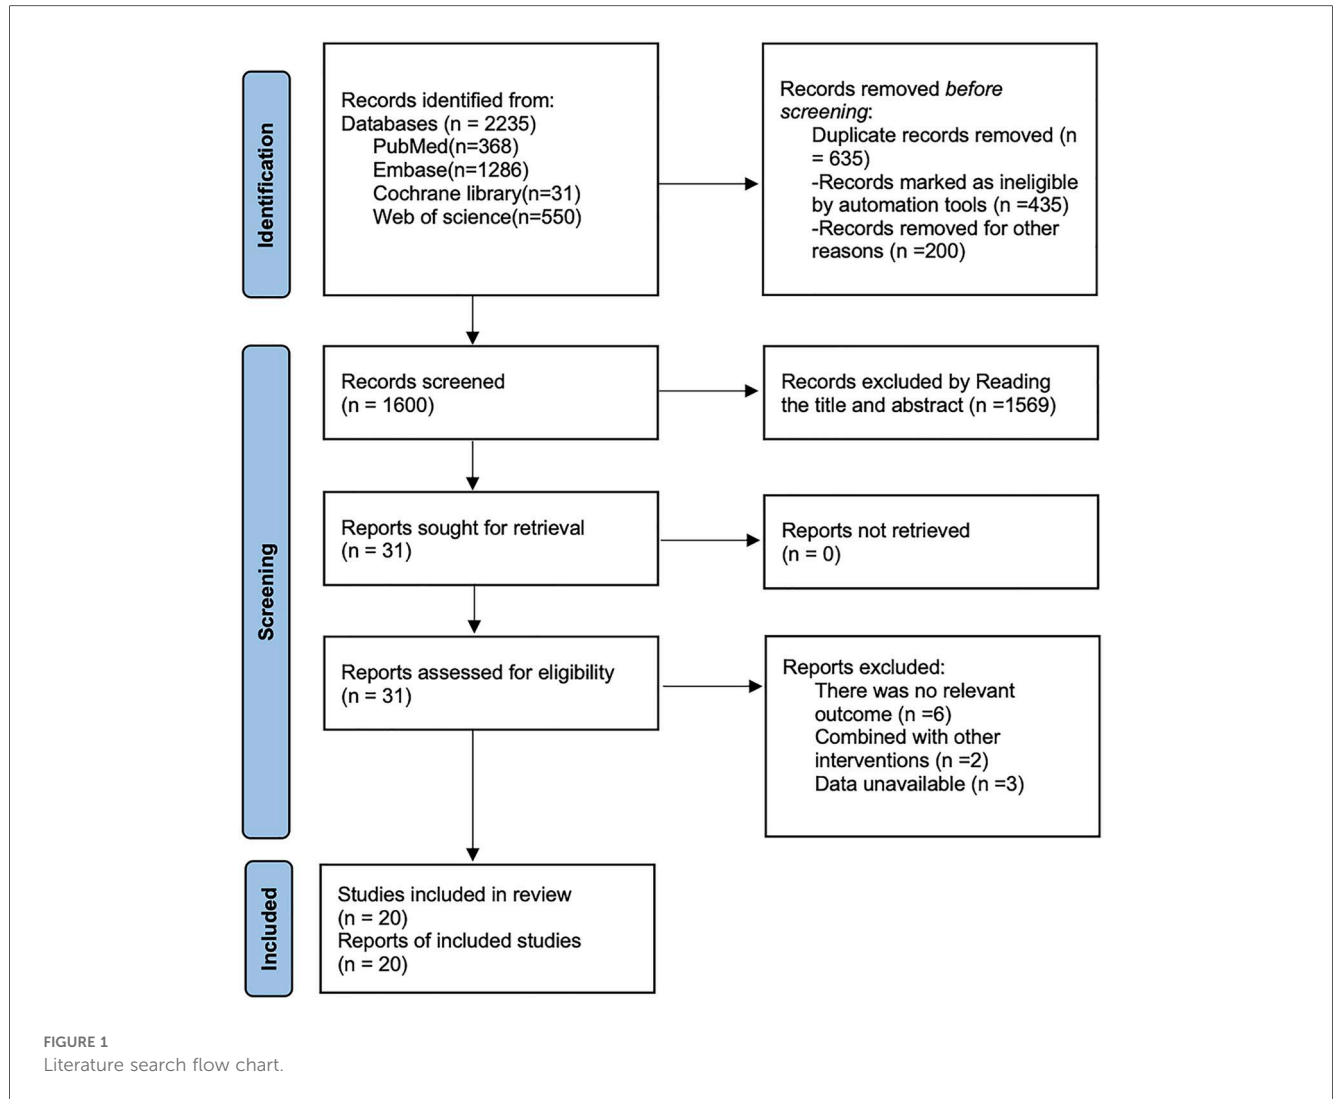 Identification
Records identified from:
Databases (n = 2235)
PubMed(n=368)
Embase(n=1286)
Cochrane library(n=31)
Web of science(n=550)
Records removed before
screening:
Duplicate records removed (n
= 635)
-Records marked as ineligible
by automation tools (n =435)
-Records removed for other
reasons (n =200)
Screening
Records screened
(n = 1600)
Records excluded by Reading
the title and abstract (n =1569)
Reports sought for retrieval
(n = 31)
Reports not retrieved
(n = 0)
Reports assessed for eligibility
(n = 31)
Reports excluded:
There was no relevant
outcome (n =6)
Combined with other
interventions (n =2)
Data unavailable (n =3)
Included
Studies included in review
(n = 20)
Reports of included studies
(n = 20)
FIGURE 1
Literature search flow chart.